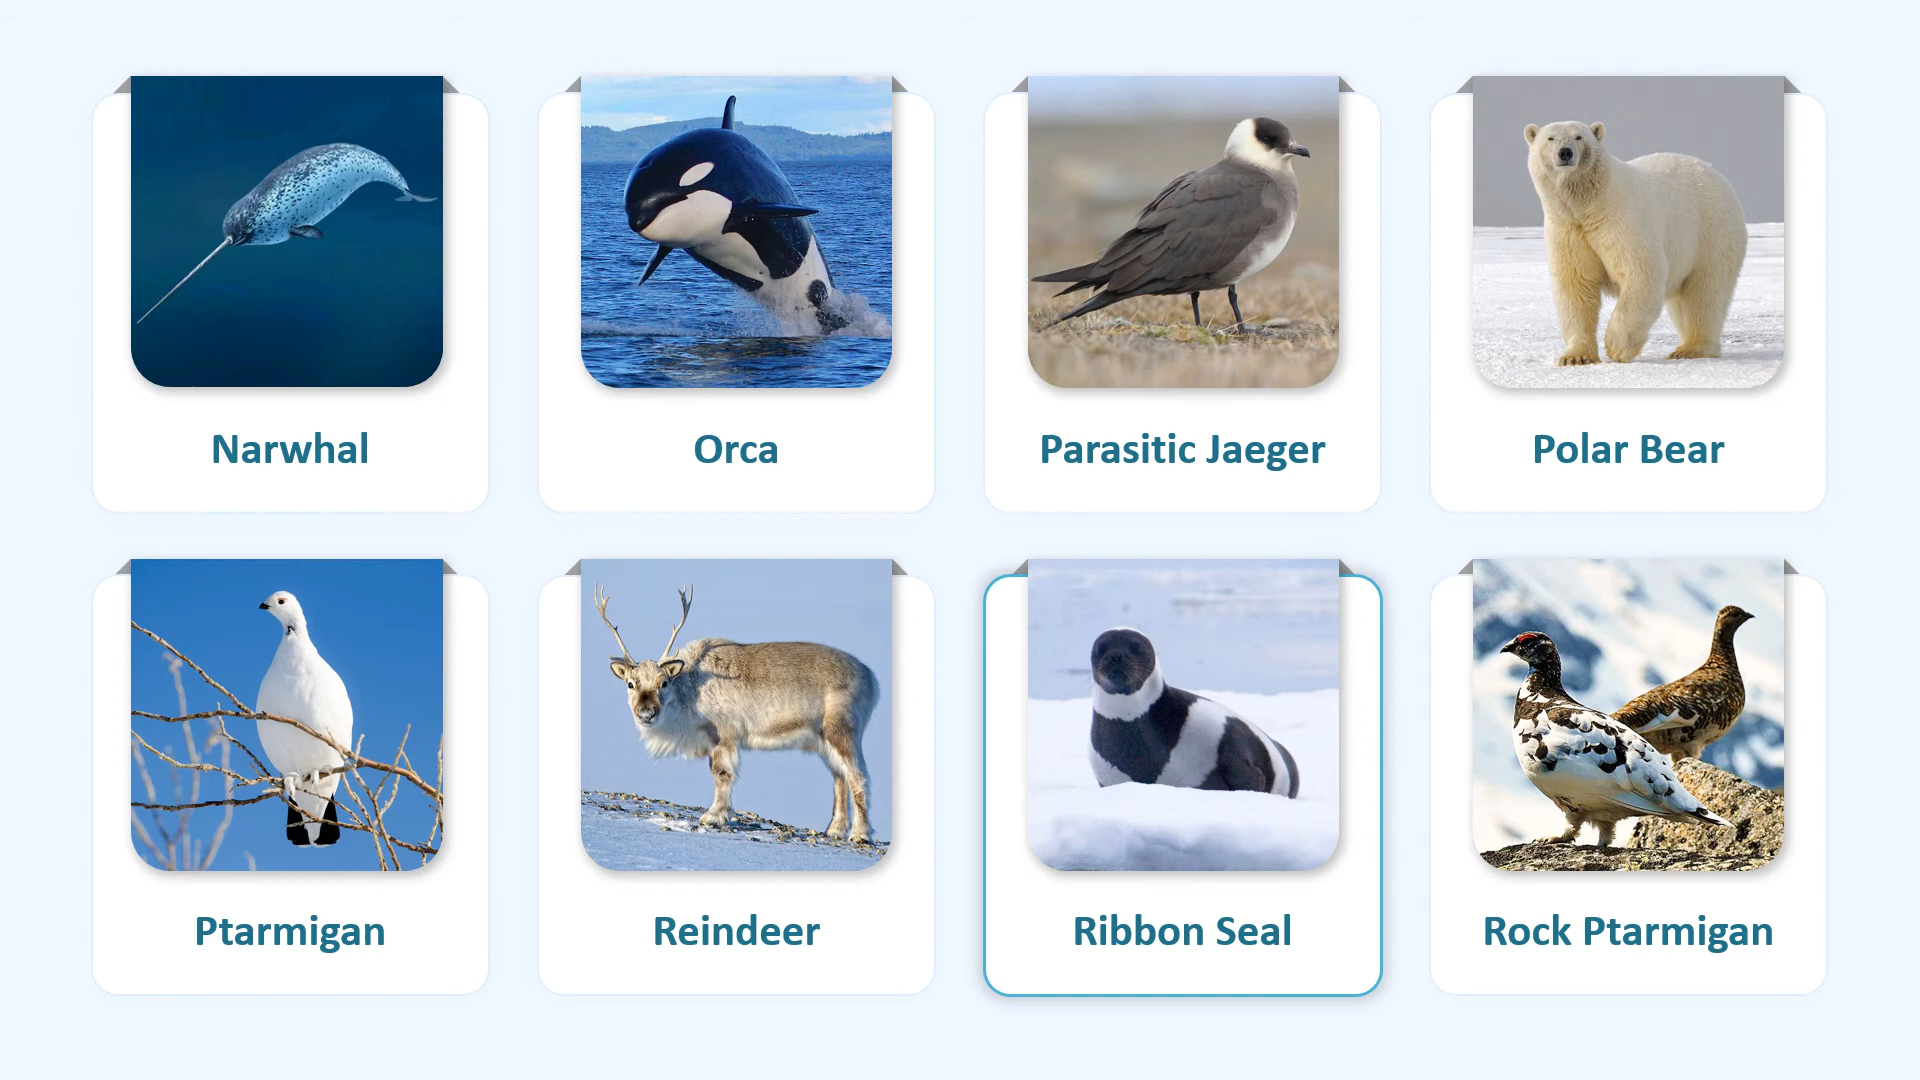 Narwhal
Orca
Parasitic Jaeger
Polar Bear
Ptarmigan
Reindeer
Ribbon Seal
Rock Ptarmigan